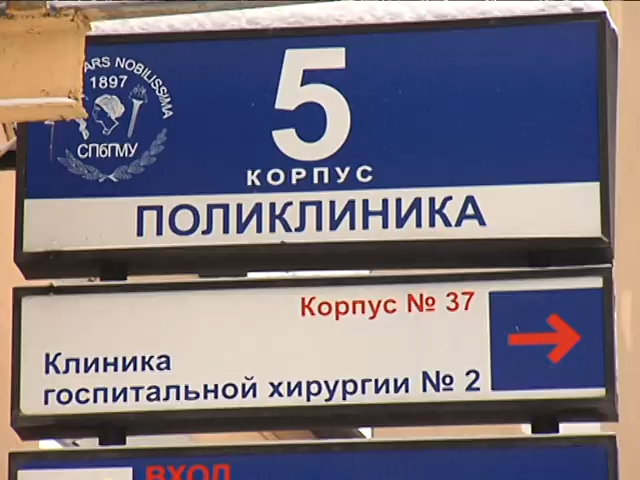 ARS NOBILISSIMA
1897
СПбГМУ
5
КОРПУС
ПОЛИКЛИНИКА
Корпус № 37
Клиника
госпитальной хирургии № 2
ВХОД